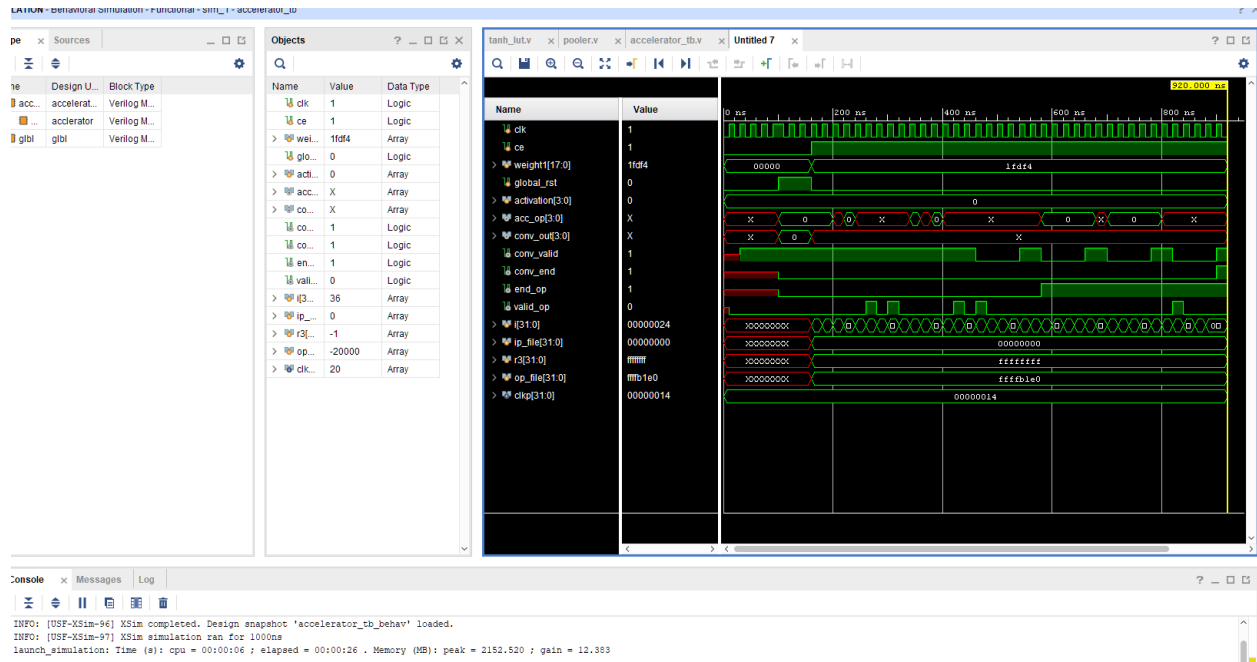 LATION - Behavioral Simulation - Functional - sim_1 - accelerator_tb
pe Sources
Design U... Block Type
acc... accelerat... Verilog M...
... acclerator Verilog M...
glbl glbl Verilog M...
Objects
Name Value Data Type
clk 1 Logic
ce 1 Logic
wei... 1fdf4 Array
glo... 0 Logic
acti... 0 Array
acc... X Array
co... X Array
co... 1 Logic
co... 1 Logic
en... 1 Logic
vali... 0 Logic
i[3... 36 Array
ip_... 0 Array
r3[... -1 Array
op... -20000 Array
clk... 20 Array
tanh_lut.v pooler.v accelerator_tb.v Untitled 7
920.000 ns
Name Value 0 ns 200 ns 400 ns 600 ns 800 ns
clk 1
ce 1
weight1[17:0] 1fdf4 00000 1fdf4
global_rst 0
activation[3:0] 0 0
acc_op[3:0] X X 0 0 X 0 X 0 X 0 X
conv_out[3:0] X X 0 X
conv_valid 1
conv_end 1
end_op 1
valid_op 0
i[31:0] 00000024 XXXXXXXX
ip_file[31:0] 00000000 XXXXXXXX 00000000
r3[31:0] ffffffff XXXXXXXX ffffffff
op_file[31:0] ffffb1e0 XXXXXXXX ffffb1e0
clkp[31:0] 00000014 00000014
Console Messages Log
INFO: [USF-XSim-96] XSim completed. Design snapshot 'accelerator_tb_behav' loaded.
INFO: [USF-XSim-97] XSim simulation ran for 1000ns
launch_simulation: Time (s): cpu = 00:00:06 ; elapsed = 00:00:26 . Memory (MB): peak = 2152.520 ; gain = 12.383